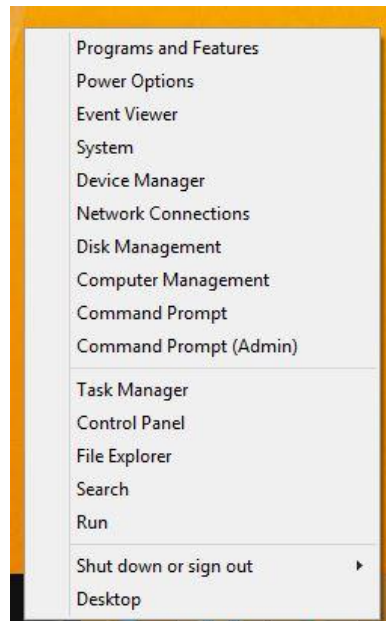 Programs and Features
Power Options
Event Viewer
System
Device Manager
Network Connections
Disk Management
Computer Management
Command Prompt
Command Prompt (Admin)
Task Manager
Control Panel
File Explorer
Search
Run
Shut down or sign out
Desktop